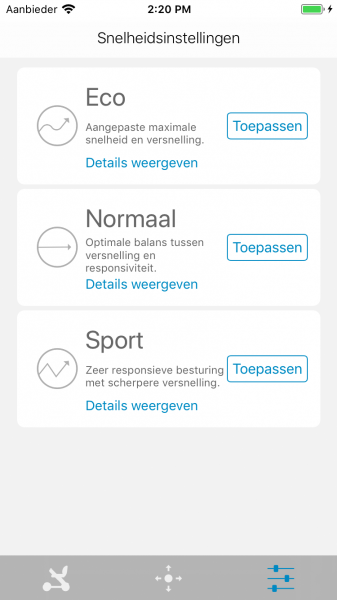 Aanbieder 2:20 PM
Snelheidsinstellingen
Eco
Aangepaste maximale
snelheid en versnelling.
Toepassen
Details weergeven
Normaal
Optimale balans tussen
versnelling en
responsiviteit.
Toepassen
Details weergeven
Sport
Zeer responsieve besturing
met scherpere versnelling.
Toepassen
Details weergeven